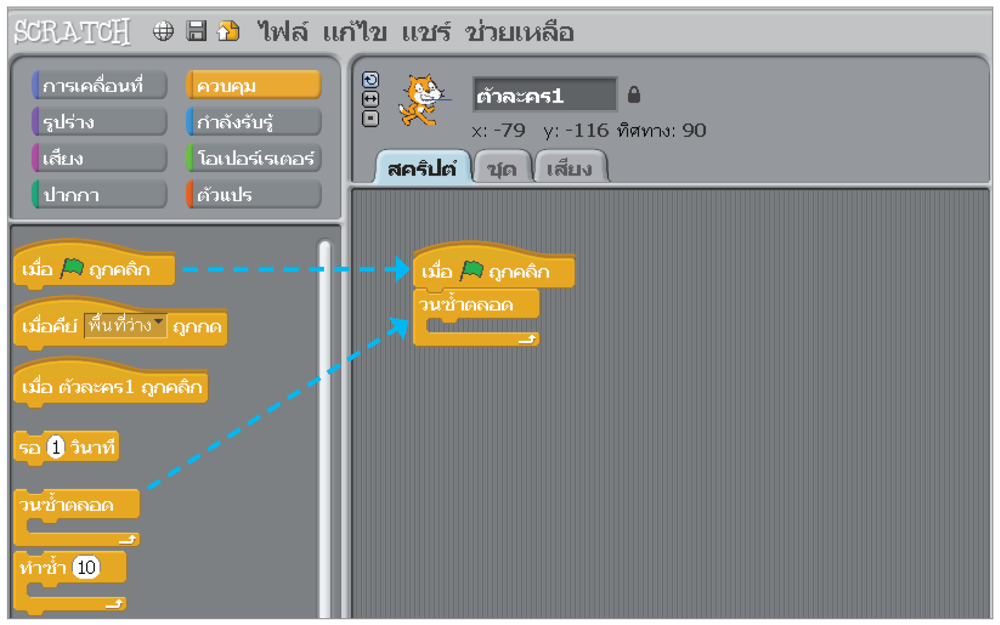 SCRATCH ไฟล์ แก้ไข แชร์ ช่วยเหลือ
การเคลื่อนที่ ควบคุม
รูปร่าง กำลังรับรู้
เสียง โอเปอร์เรเตอร์
ปากกา ตัวแปร
ตัวละคร1
x: -79 y: -116 ทิศทาง: 90
สคริปต์ ชุด เสียง
เมื่อ ถูกคลิก
เมื่อคีย์ พื้นที่ว่าง ถูกกด
เมื่อ ตัวละคร1 ถูกคลิก
รอ 1 วินาที
วนซ้ำตลอด
ทำซ้ำ 10
เมื่อ ถูกคลิก
วนซ้ำตลอด